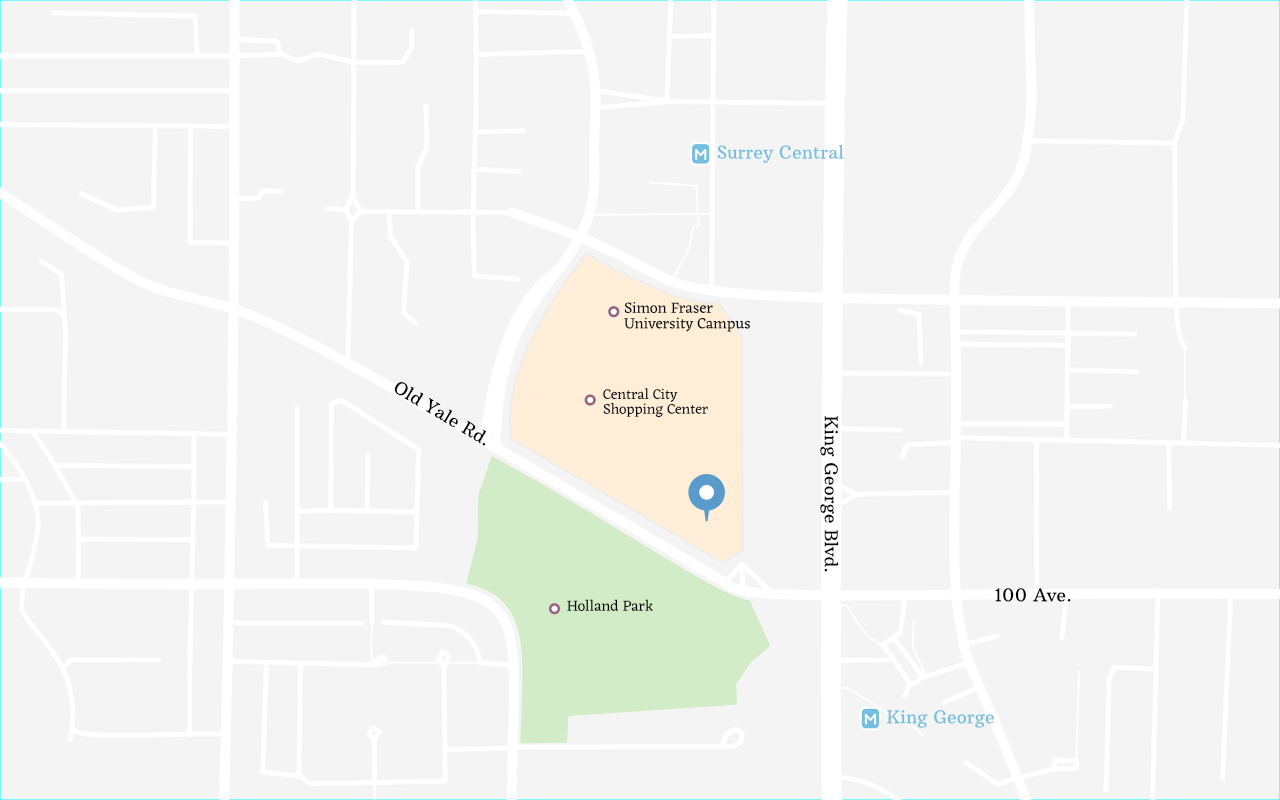 M Surrey Central
Simon Fraser
University Campus
Central City
Shopping Center
Old Yale Rd.
King George Blvd.
100 Ave.
Holland Park
M King George